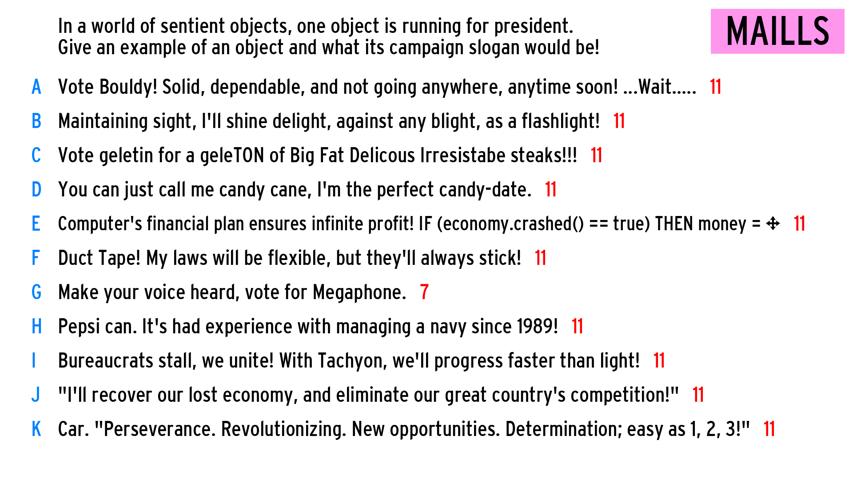 In a world of sentient objects, one object is running for president.
Give an example of an object and what its campaign slogan would be!
MAILLS
A Vote Bouldy! Solid, dependable, and not going anywhere, anytime soon! ...Wait..... 11
B Maintaining sight, I'll shine delight, against any blight, as a flashlight! 11
C Vote geletin for a geleTON of Big Fat Delicous Irresistabe steaks!!! 11
D You can just call me candy cane, I'm the perfect candy-date. 11
E Computer's financial plan ensures infinite profit! IF (economy.crashed() == true) THEN money = ✢ 11
F Duct Tape! My laws will be flexible, but they'll always stick! 11
G Make your voice heard, vote for Megaphone. 7
H Pepsi can. It's had experience with managing a navy since 1989! 11
I Bureaucrats stall, we unite! With Tachyon, we'll progress faster than light! 11
J "I'll recover our lost economy, and eliminate our great country's competition!" 11
K Car. "Perseverance. Revolutionizing. New opportunities. Determination; easy as 1, 2, 3!" 11